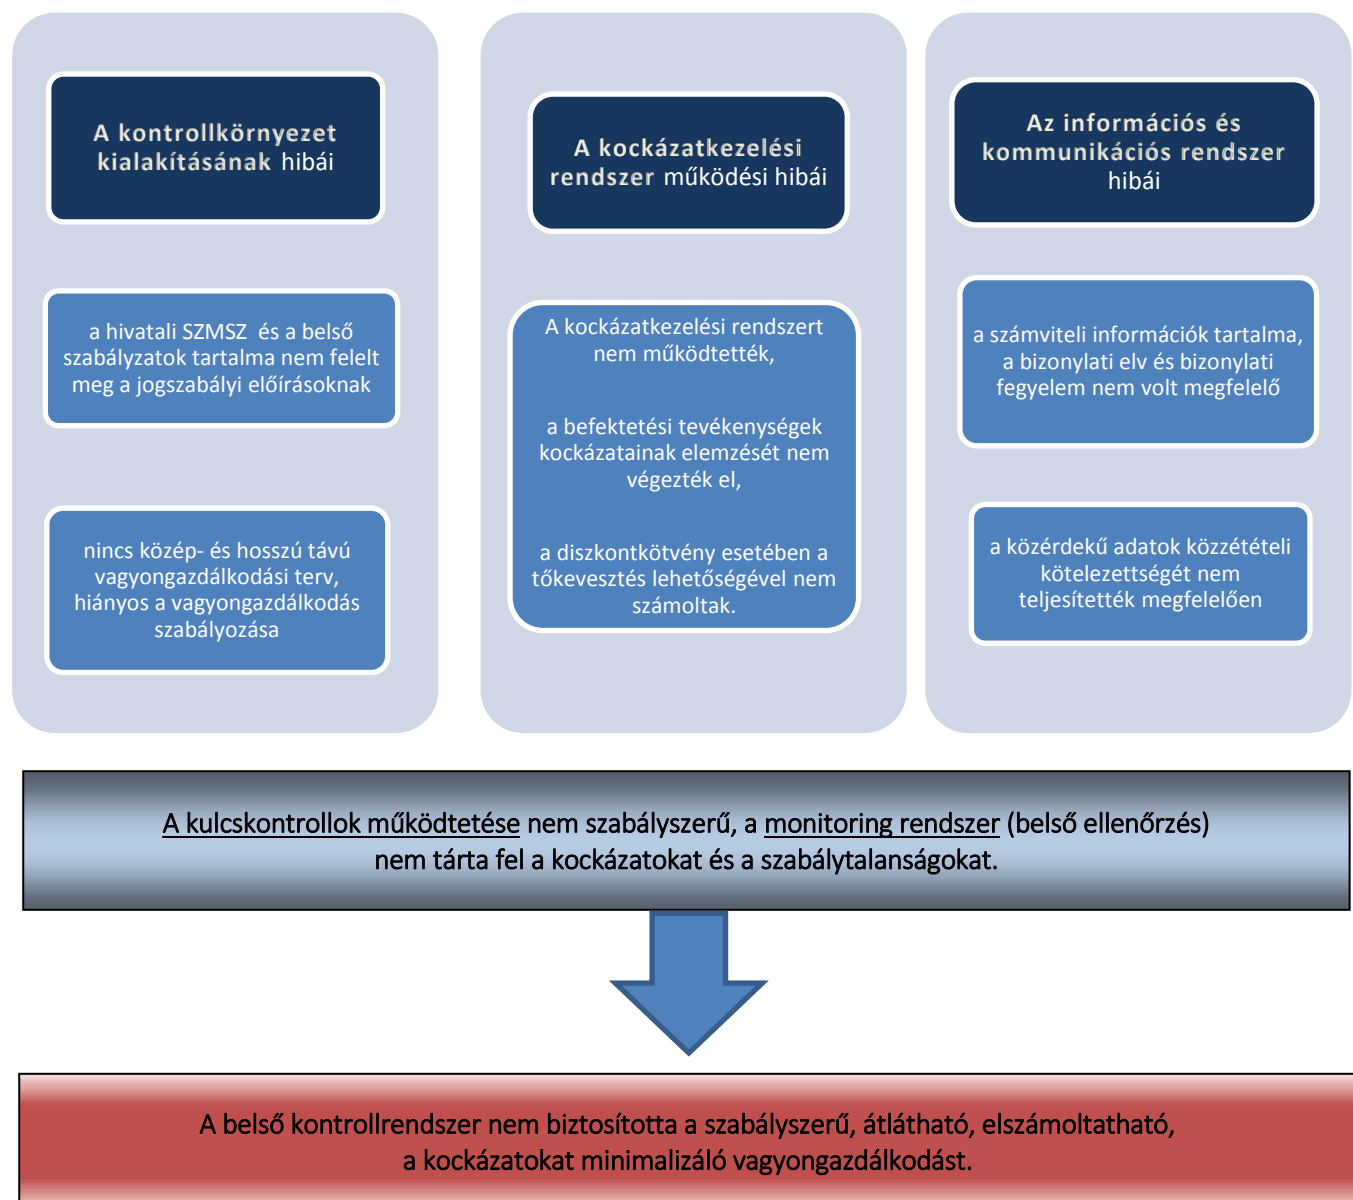 A kontrollkörnyezet
kialakításának hibái
a hivatali SZMSZ és a belső
szabályzatok tartalma nem felelt
meg a jogszabályi előírásoknak
nincs közép- és hosszú távú
vagyongazdálkodási terv,
hiányos a vagyongazdálkodás
szabályozása
A kockázatkezelési
rendszer működési hibái
A kockázatkezelési rendszert
nem működtették,
a befektetési tevékenységek
kockázatainak elemzését nem
végezték el,
a diszkontkötvény esetében a
tőkevesztés lehetőségével nem
számoltak.
Az információs és
kommunikációs rendszer
hibái
a számviteli információk tartalma,
a bizonylati elv és bizonylati
fegyelem nem volt megfelelő
a közérdekű adatok közzétételi
kötelezettségét nem
teljesítették megfelelően
A kulcskontrollok működtetése nem szabályszerű, a monitoring rendszer (belső ellenőrzés)
nem tárta fel a kockázatokat és a szabálytalanságokat.
A belső kontrollrendszer nem biztosította a szabályszerű, átlátható, elszámoltatható,
a kockázatokat minimalizáló vagyongazdálkodást.